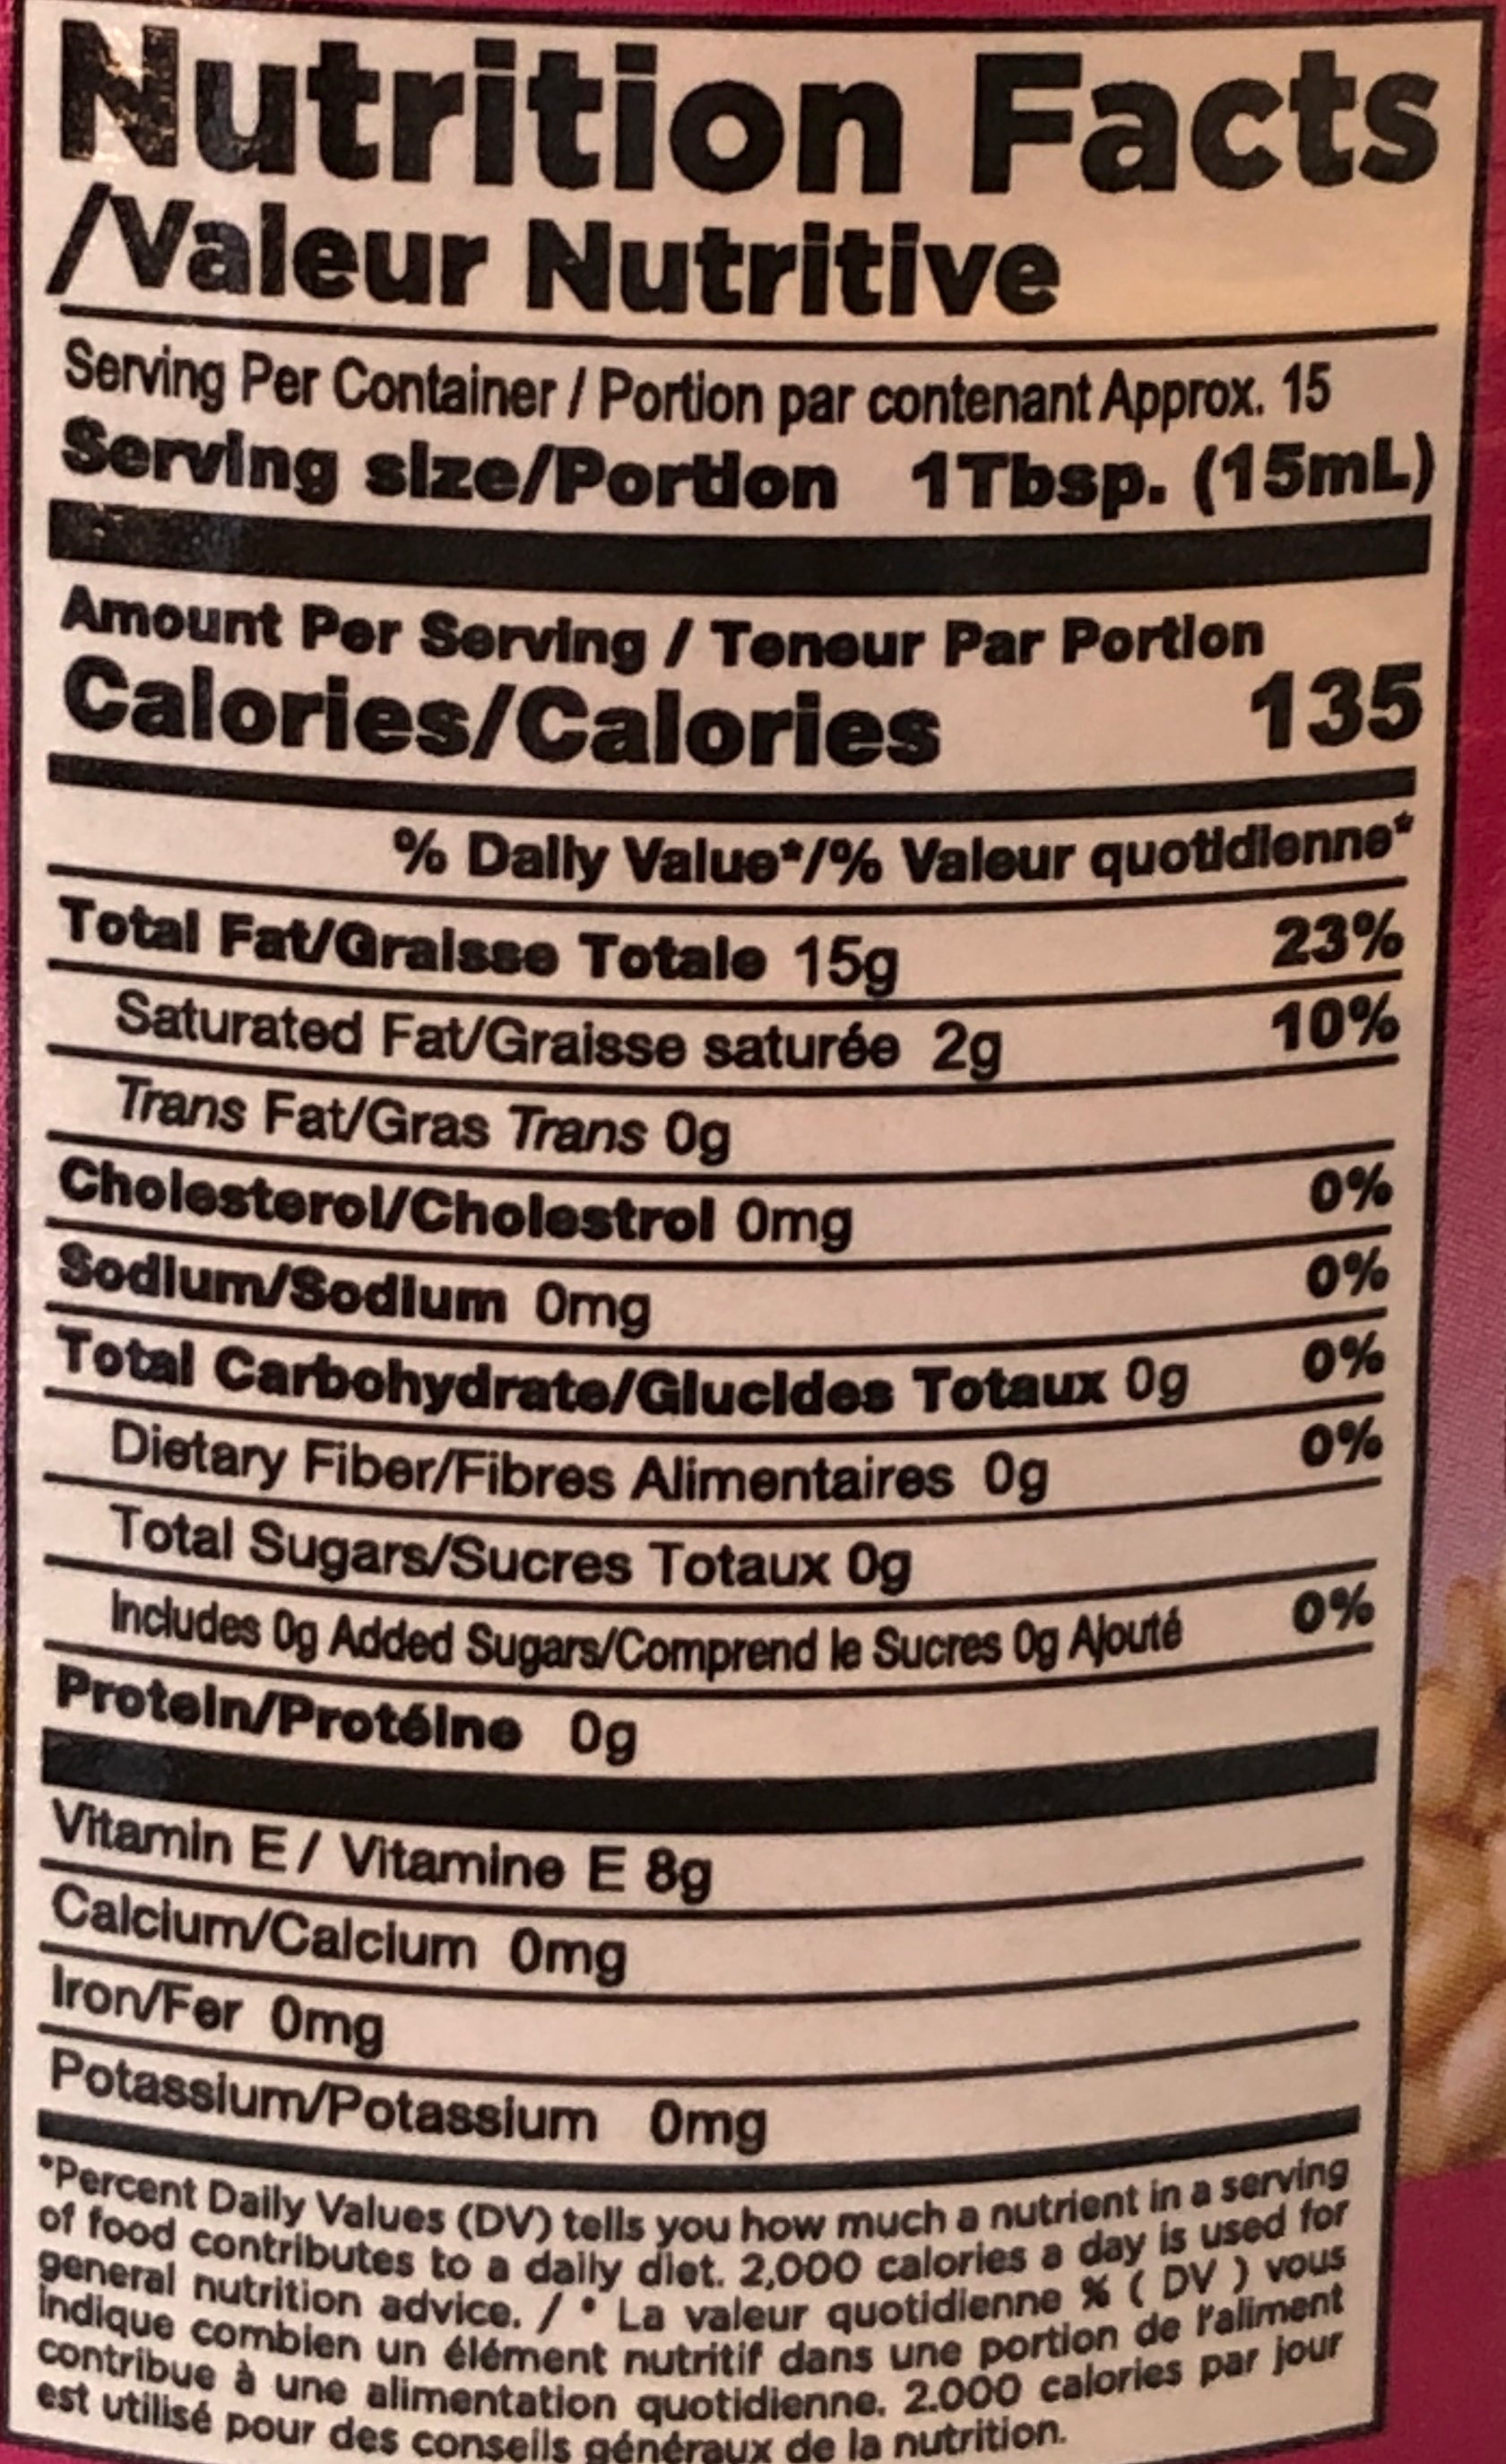 Nutrition Facts
/Valeur Nutritive
Serving Per Container / Portion par contenant Approx. 15
Serving size/Portion 1Tbsp. (15mL)
Amount Per Serving / Teneur Par Portion
Calories/Calories 135
% Daily Value*/% Valeur quotidienne*
Total Fat/Graisse Totale 15g 23%
Saturated Fat/Graisse saturée 2g 10%
Trans Fat/Gras Trans 0g
Cholesterol/Cholestrol 0mg 0%
Sodium/Sodium 0mg 0%
Total Carbohydrate/Glucides Totaux 0g 0%
Dietary Fiber/Fibres Alimentaires 0g 0%
Total Sugars/Sucres Totaux 0g
Includes 0g Added Sugars/Comprend le Sucres 0g Ajouté 0%
Protein/Protéine 0g
Vitamin E / Vitamine E 8g
Calcium/Calcium 0mg
Iron/Fer 0mg
Potassium/Potassium 0mg
*Percent Daily Values (DV) tells you how much a nutrient in a serving
of food contributes to a daily diet. 2,000 calories a day is used for
general nutrition advice. / * La valeur quotidienne % ( DV ) vous
indique combien un élément nutritif dans une portion de l'aliment
contribue à une alimentation quotidienne. 2.000 calories par jour
est utilisé pour des conseils généraux de la nutrition.